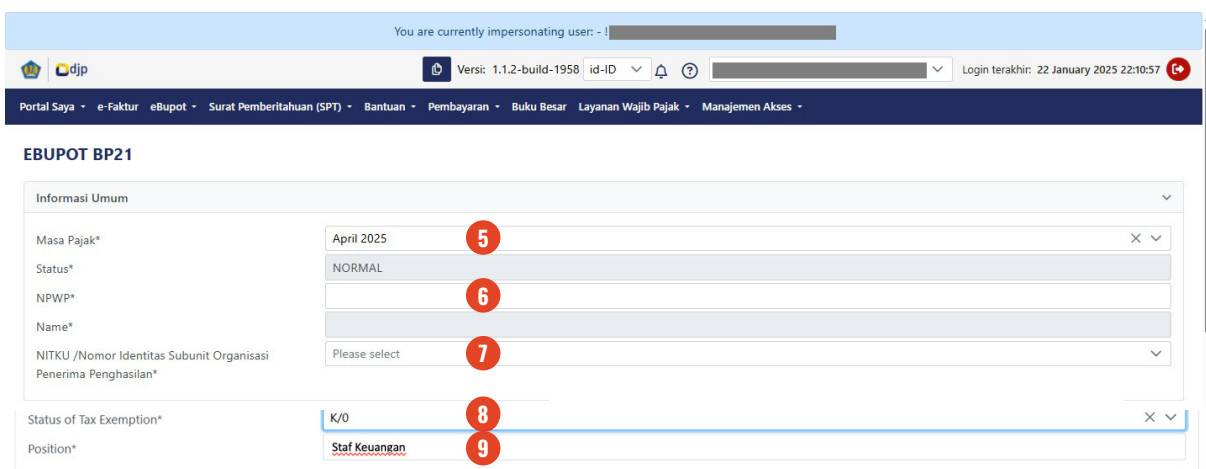 You are currently impersonating user: - !
djp Versi: 1.1.2-build-1958 id-ID Login terakhir: 22 January 2025 22:10:57
Portal Saya e-Faktur eBupot Surat Pemberitahuan (SPT) Bantuan Pembayaran Buku Besar Layanan Wajib Pajak Manajemen Akses
EBUPOT BP21
Informasi Umum
Masa Pajak* April 2025 5
Status* NORMAL
NPWP* 6
Name*
NITKU /Nomor Identitas Subunit Organisasi Please select 7
Penerima Penghasilan*
Status of Tax Exemption* K/0 8
Position* Staf Keuangan 9